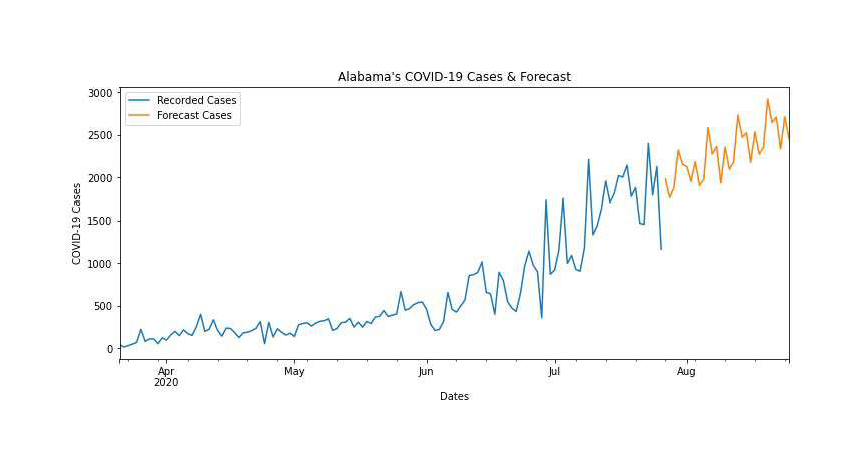 Alabama's COVID-19 Cases & Forecast
Recorded Cases
Forecast Cases
3000
2500
2000
1500
1000
500
0
COVID-19 Cases
Apr
2020
May
Jun
Jul
Aug
Dates